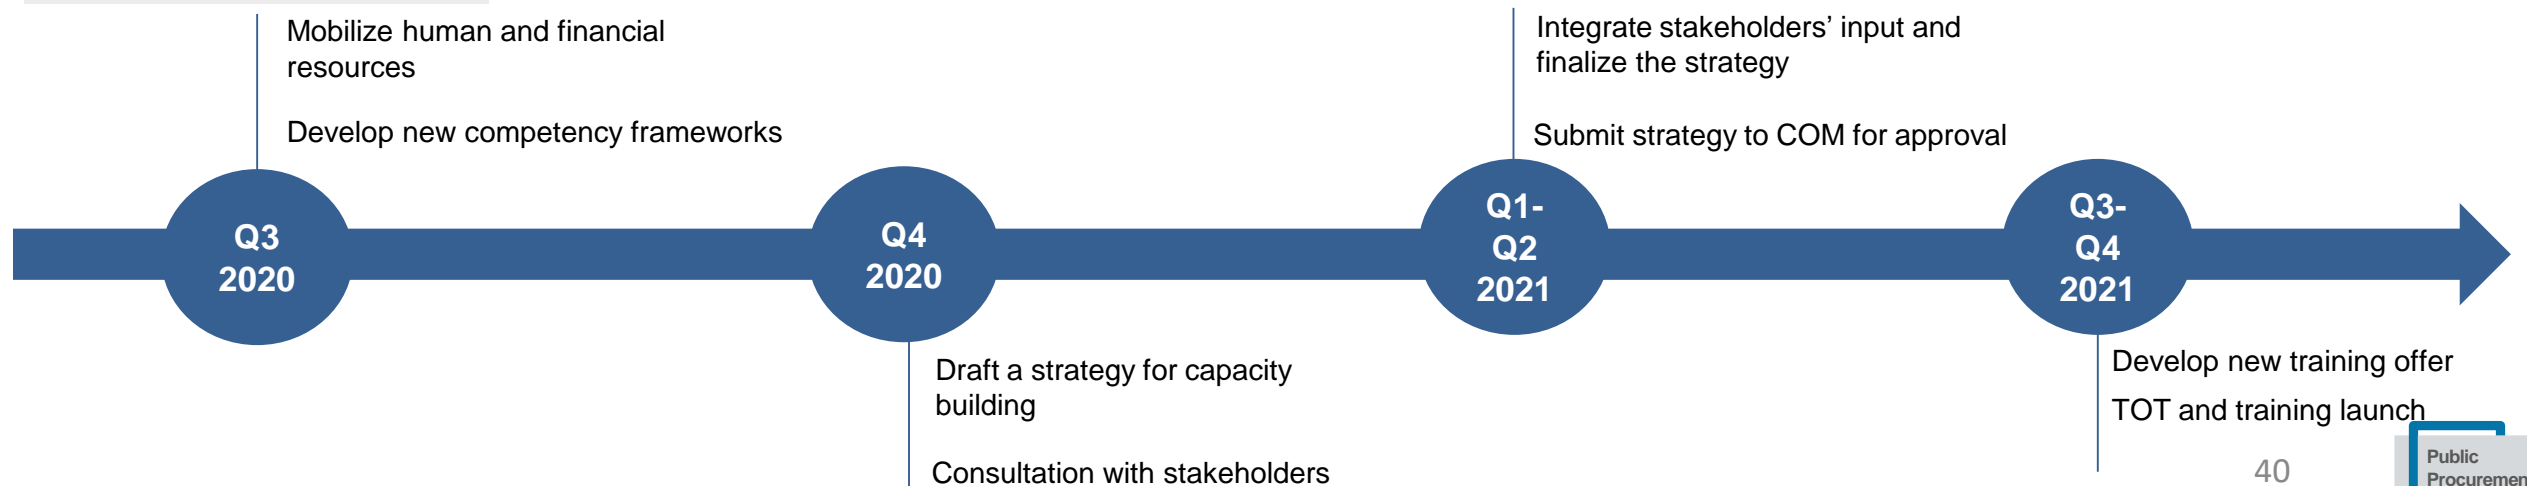 Mobilize human and financial
resources
Develop new competency frameworks
Integrate stakeholders’ input and
finalize the strategy
Submit strategy to COM for approval
Q3
2020
Q4
2020
Q1-
Q2
2021
Q3-
Q4
2021
Draft a strategy for capacity
building
Consultation with stakeholders
Develop new training offer
TOT and training launch
40
Public